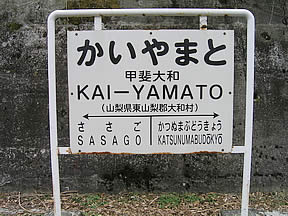 かいやまと
甲斐大和
KAI-YAMATO
(山梨県東山梨郡大和村)
ささご かつぬまぶどうきょう
SASAGO KATSUNUMABUDŌKYŌ